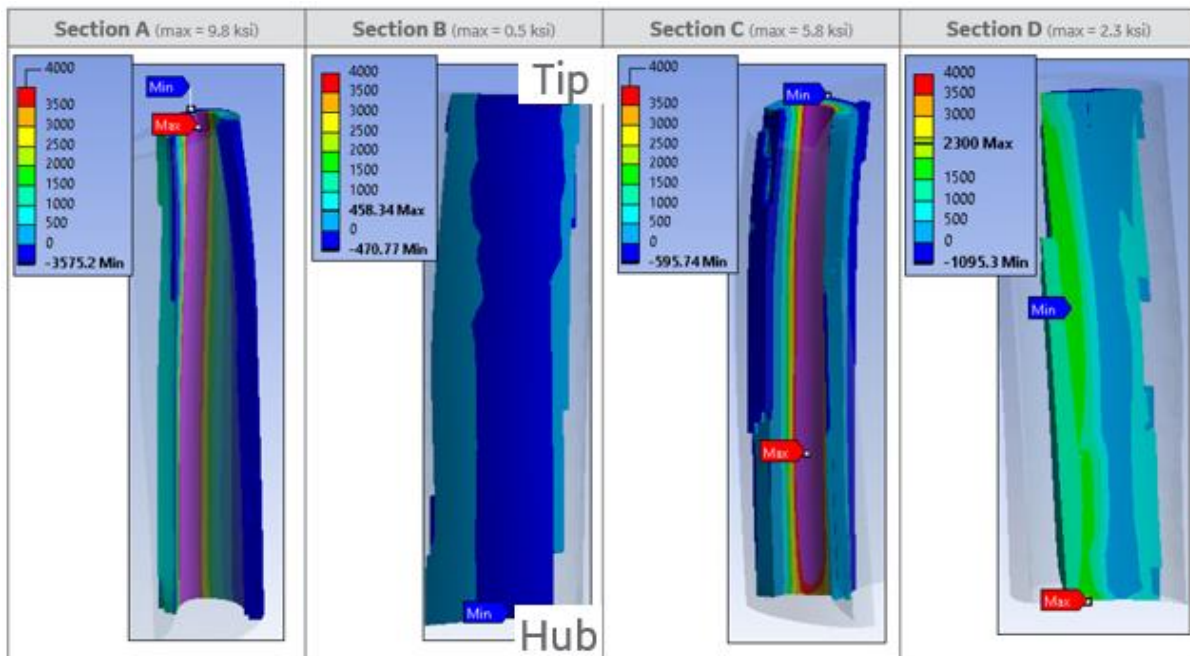 Section A (max = 9.8 ksi)
4000
3500
3000
2500
2000
1500
1000
500
0
-3575.2 Min
Min
Max
Section B (max = 0.5 ksi)
4000
3500
3000
2500
2000
1500
1000
458.34 Max
0
-470.77 Min
Tip
Min
Hub
Section C (max = 5.8 ksi)
4000
3500
3000
2500
2000
1500
1000
500
0
-595.74 Min
Min
Max
Section D (max = 2.3 ksi)
4000
3500
3000
2300 Max
1500
1000
500
0
-1095.3 Min
Min
Max